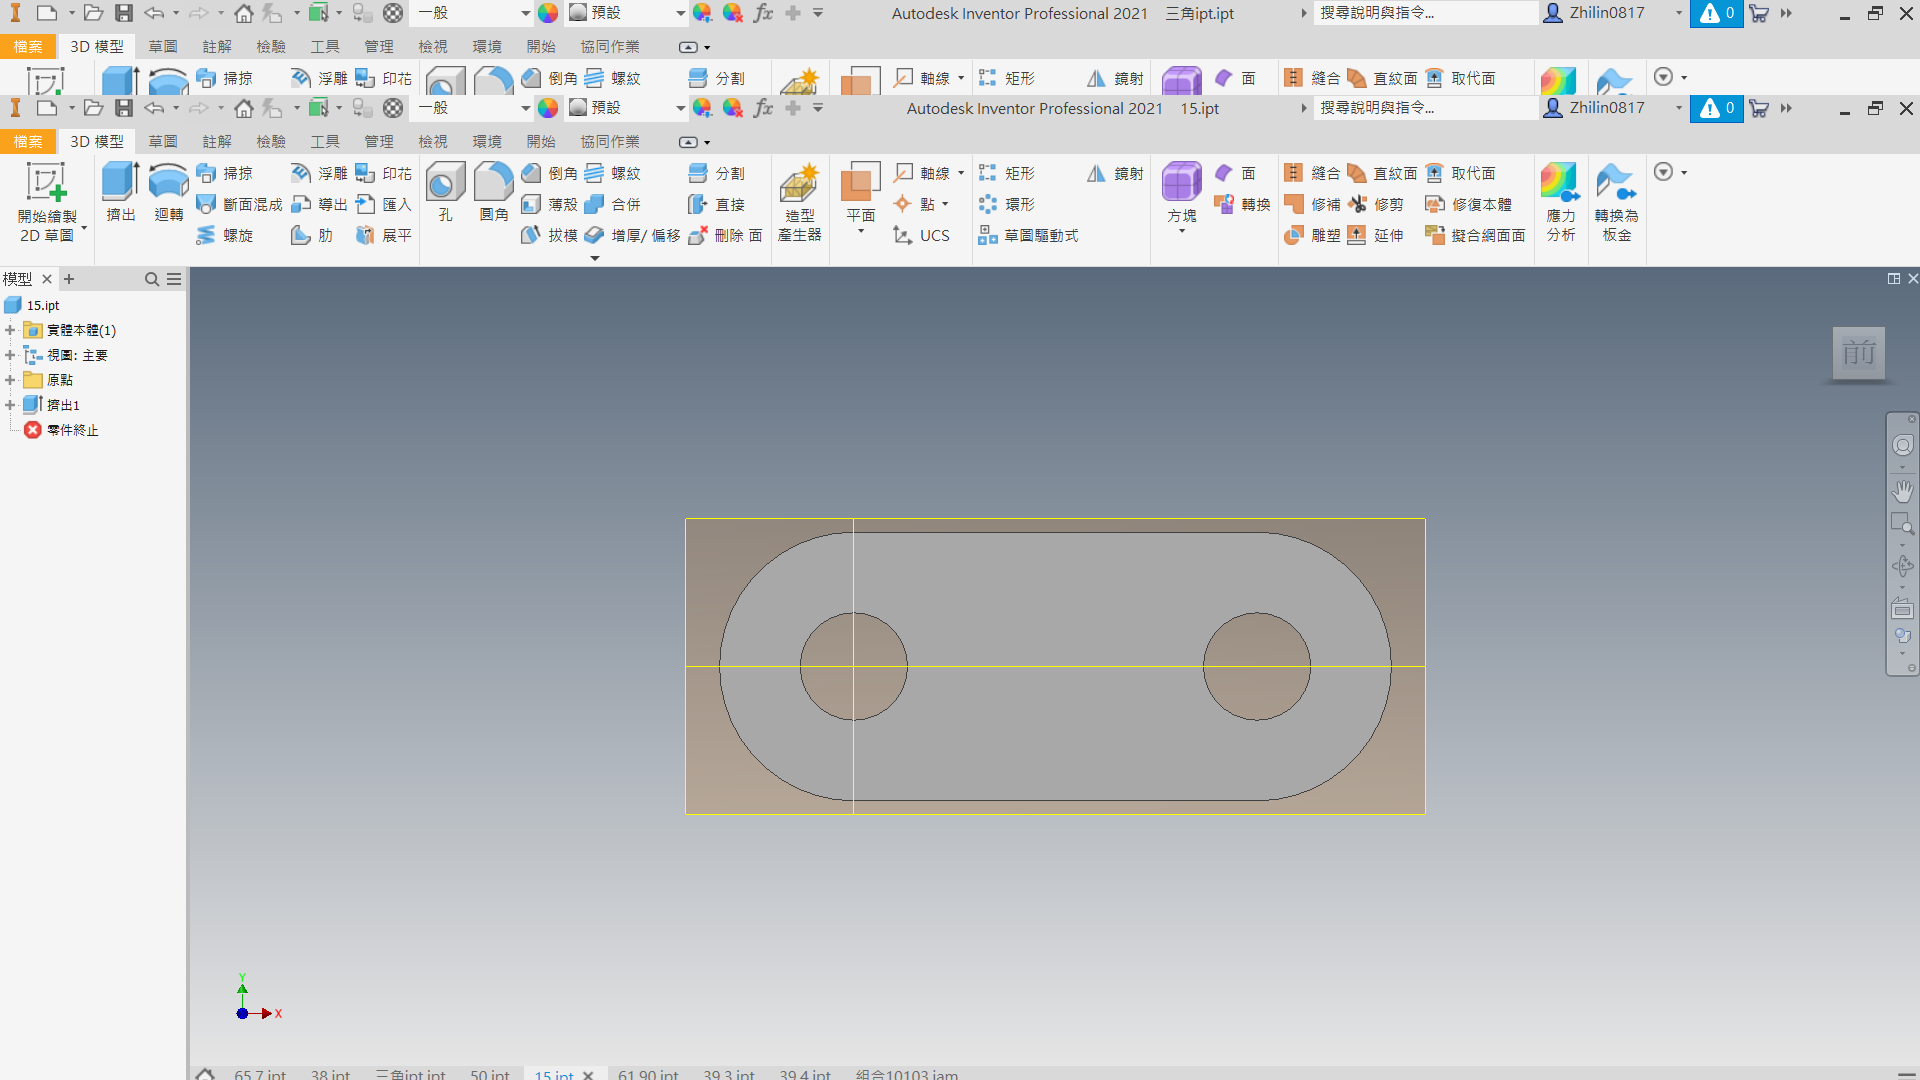 一般 預設 fx Autodesk Inventor Professional 2021 三角ipt.ipt 搜尋說明與指令... Zhilin0817 0
檔案 3D 模型 草圖 註解 檢驗 工具 管理 檢視 環境 開始 協同作業
掃掠 浮雕 印花 倒角 螺紋 分割 軸線 矩形 鏡射 面 縫合 直紋面 取代面
一般 預設 fx Autodesk Inventor Professional 2021 15.ipt 搜尋說明與指令... Zhilin0817 0
檔案 3D 模型 草圖 註解 檢驗 工具 管理 檢視 環境 開始 協同作業
掃掠 浮雕 印花 倒角 螺紋 分割 軸線 矩形 鏡射 面 縫合 直紋面 取代面
開始繪製 擠出 迴轉 斷面混成 導出 匯入 孔 圓角 薄殼 合併 直接 造型 平面 點 環形 方塊 轉換 修補 修剪 修復本體 應力 轉換為
2D 草圖 螺旋 肋 展平 拔模 增厚/ 偏移 刪除 面 產生器 UCS 草圖驅動式 雕塑 延伸 擬合網面面 分析 板金
模型
15.ipt
實體本體(1)
視圖: 主要
原點
擠出1
零件終止
前
Y
X
65.7.ipt 38.ipt 三角ipt.ipt 50.ipt 15.ipt 61.90.ipt 39.3.ipt 39.4.ipt 組合10103.iam